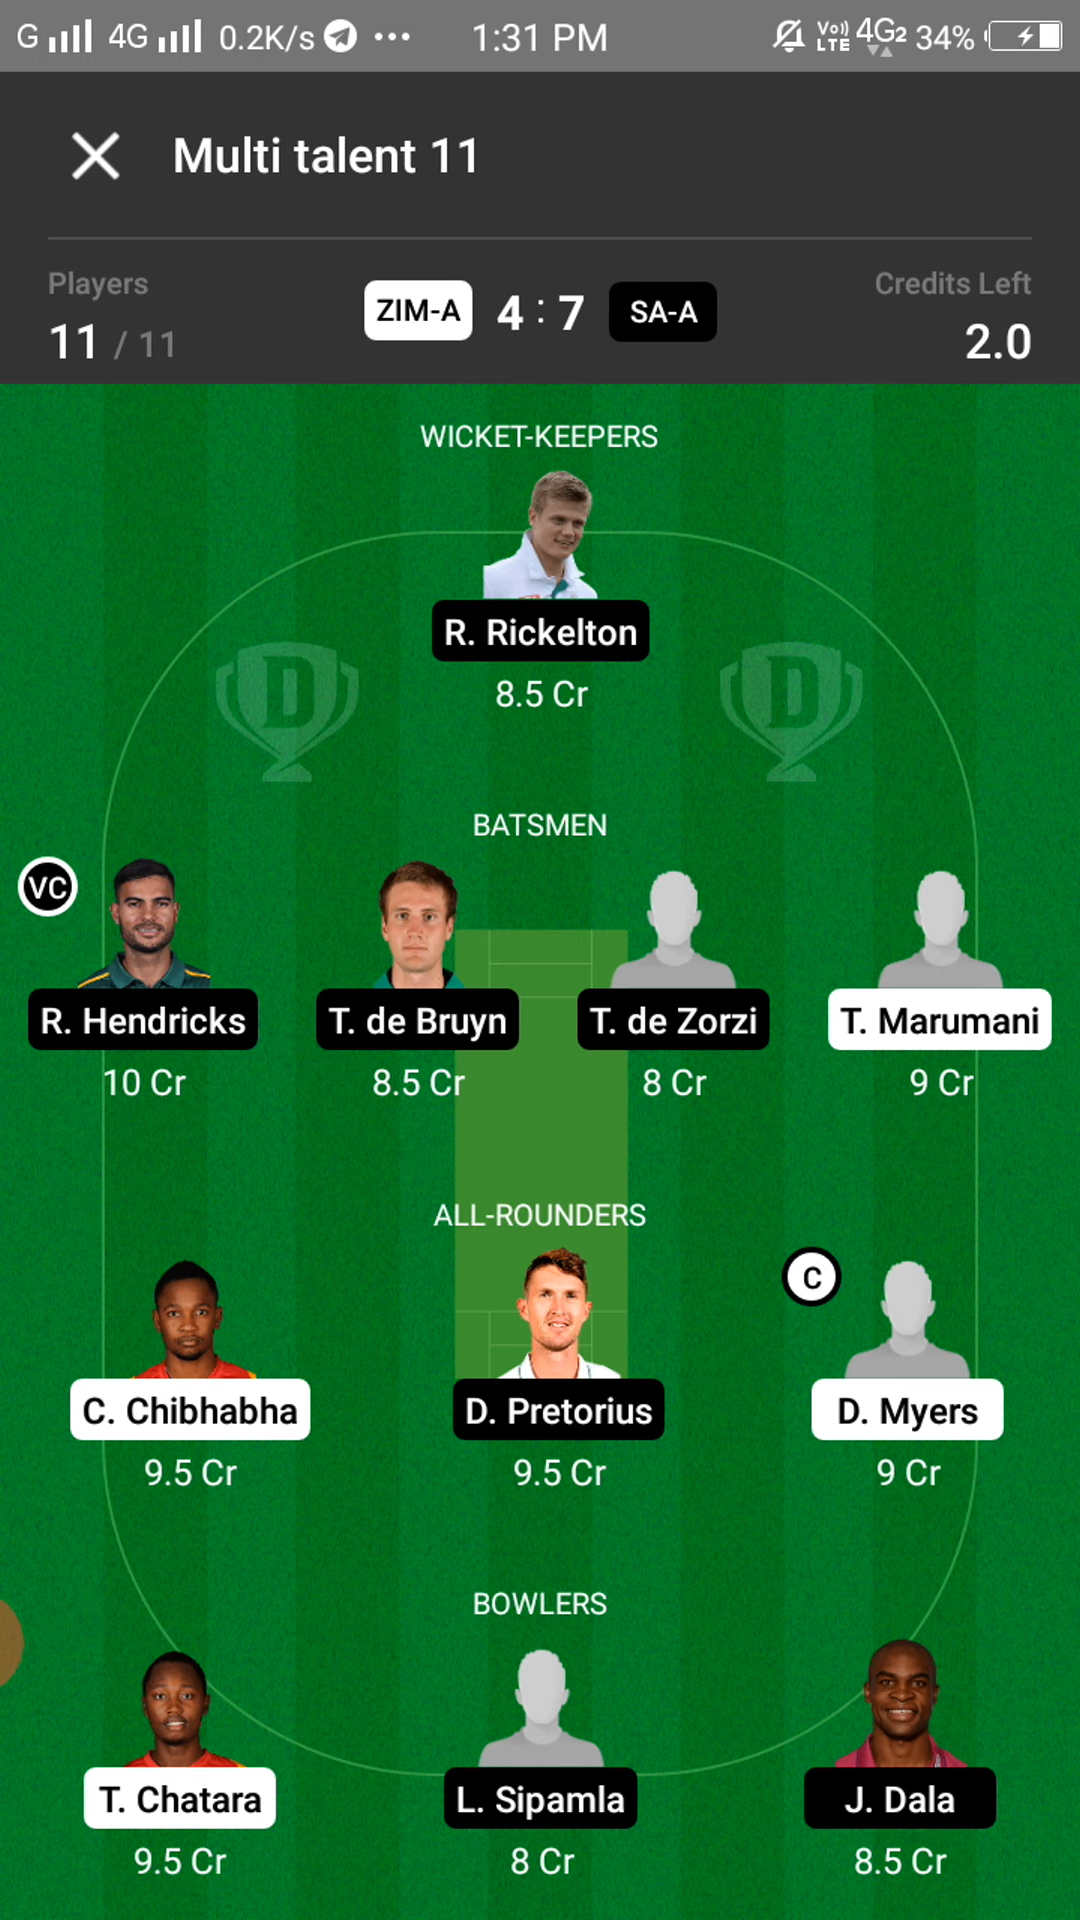 G 4G 0.2K/s ••• 1:31 PM Vo)) LTE 4G2 34%
Multi talent 11
Players ZIM-A 4 : 7 SA-A Credits Left
11 / 11 2.0
WICKET-KEEPERS
R. Rickelton
8.5 Cr
D D
BATSMEN
VC
R. Hendricks T. de Bruyn T. de Zorzi T. Marumani
10 Cr 8.5 Cr 8 Cr 9 Cr
ALL-ROUNDERS
C
C. Chibhabha D. Pretorius D. Myers
9.5 Cr 9.5 Cr 9 Cr
BOWLERS
T. Chatara L. Sipamla J. Dala
9.5 Cr 8 Cr 8.5 Cr